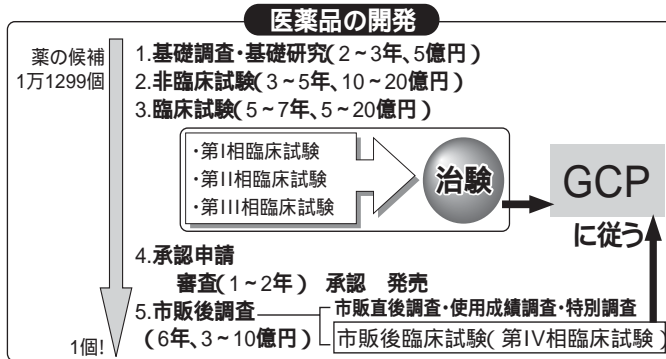 医薬品の開発
薬の候補
1万1299個
1.基礎調査・基礎研究(2~3年、5億円)
2.非臨床試験(3~5年、10~20億円)
3.臨床試験(5~7年、5~20億円)
・第I相臨床試験
・第II相臨床試験
・第III相臨床試験
治験
GCP
に従う
4.承認申請
審査(1~2年) 承認 発売
5.市販後調査
市販直後調査・使用成績調査・特別調査
(6年、3~10億円)
市販後臨床試験(第IV相臨床試験)
1個!